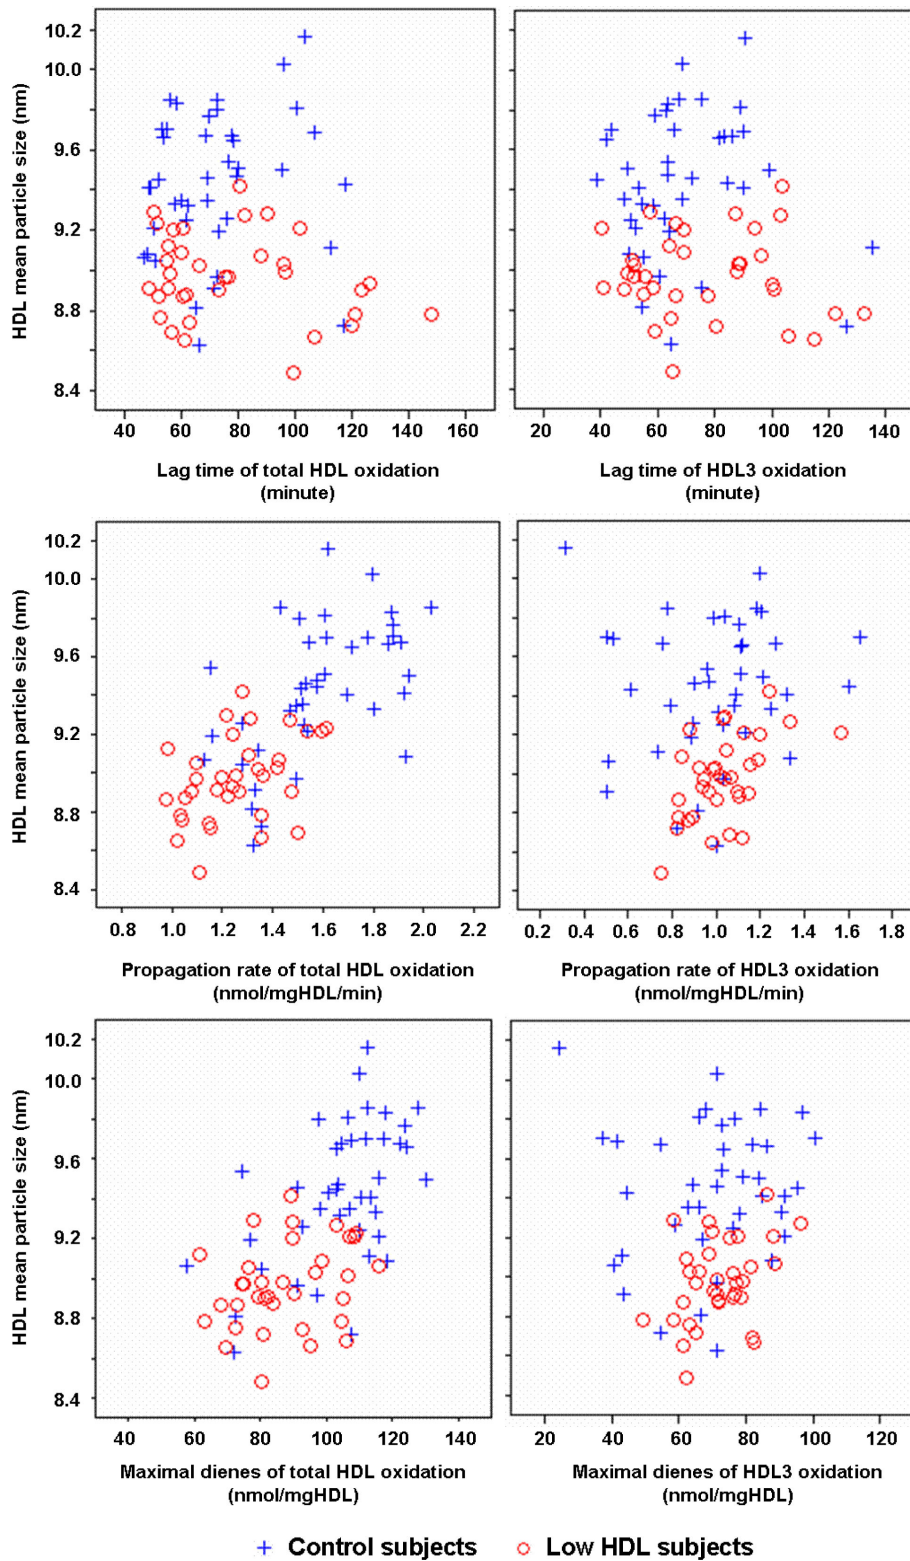 HDL mean particle size (nm)
10.2
10.0
9.6
9.2
8.8
8.4
40 60 80 100 120 140 160
20 40 60 80 100 120 140
Lag time of total HDL oxidation
(minute)
Lag time of HDL3 oxidation
(minute)
HDL mean particle size (nm)
10.2
10.0
9.6
9.2
8.8
8.4
0.8 1.0 1.2 1.4 1.6 1.8 2.0 2.2
0.2 0.4 0.6 0.8 1.0 1.2 1.4 1.6 1.8
Propagation rate of total HDL oxidation
(nmol/mgHDL/min)
Propagation rate of HDL3 oxidation
(nmol/mgHDL/min)
HDL mean particle size (nm)
10.2
10.0
9.6
9.2
8.8
8.4
40 60 80 100 120 140
20 40 60 80 100 120
Maximal dienes of total HDL oxidation
(nmol/mgHDL)
Maximal dienes of HDL3 oxidation
(nmol/mgHDL)
Control subjects Low HDL subjects